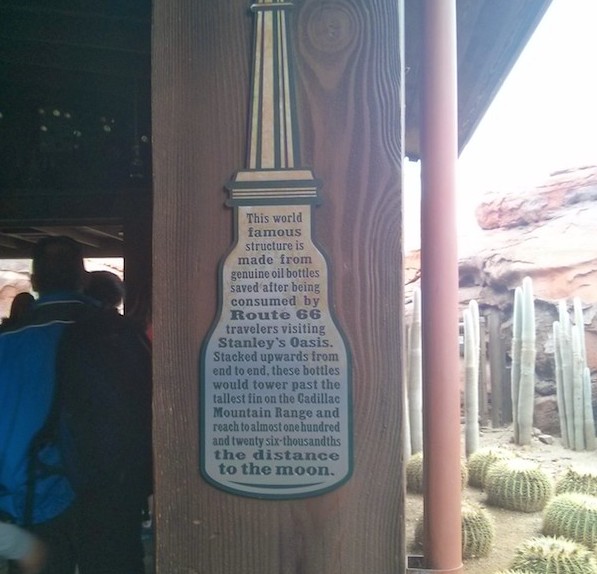 This world
famous
structure is
made from
genuine oil bottles
saved after being
consumed by
Route 66
travelers visiting
Stanley's Oasis.
Stacked upwards from
end to end, these bottles
would tower past the
tallest fin on the Cadillac
Mountain Range and
reach to almost one hundred
and twenty six-thousandths
the distance
to the moon.